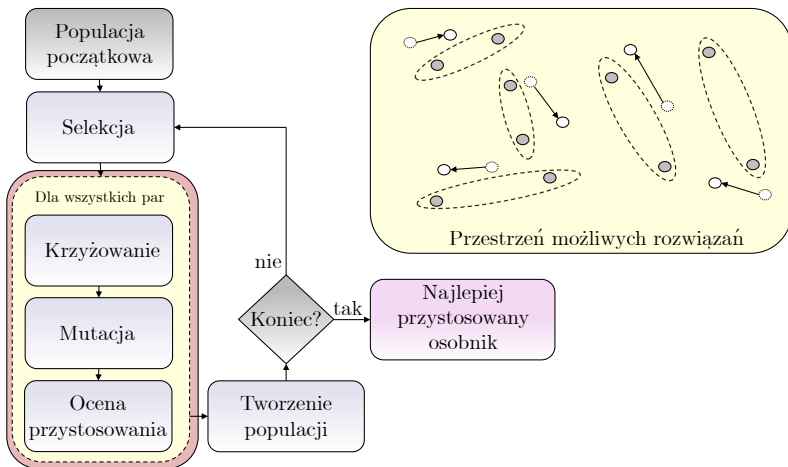 Populacja
początkowa
Selekcja
Dla wszystkich par
Krzyżowanie
Mutacja
Ocena
przystosowania
Tworzenie
populacji
Koniec?
nie
tak
Najlepiej
przystosowany
osobnik
Przestrzeń możliwych rozwiązań